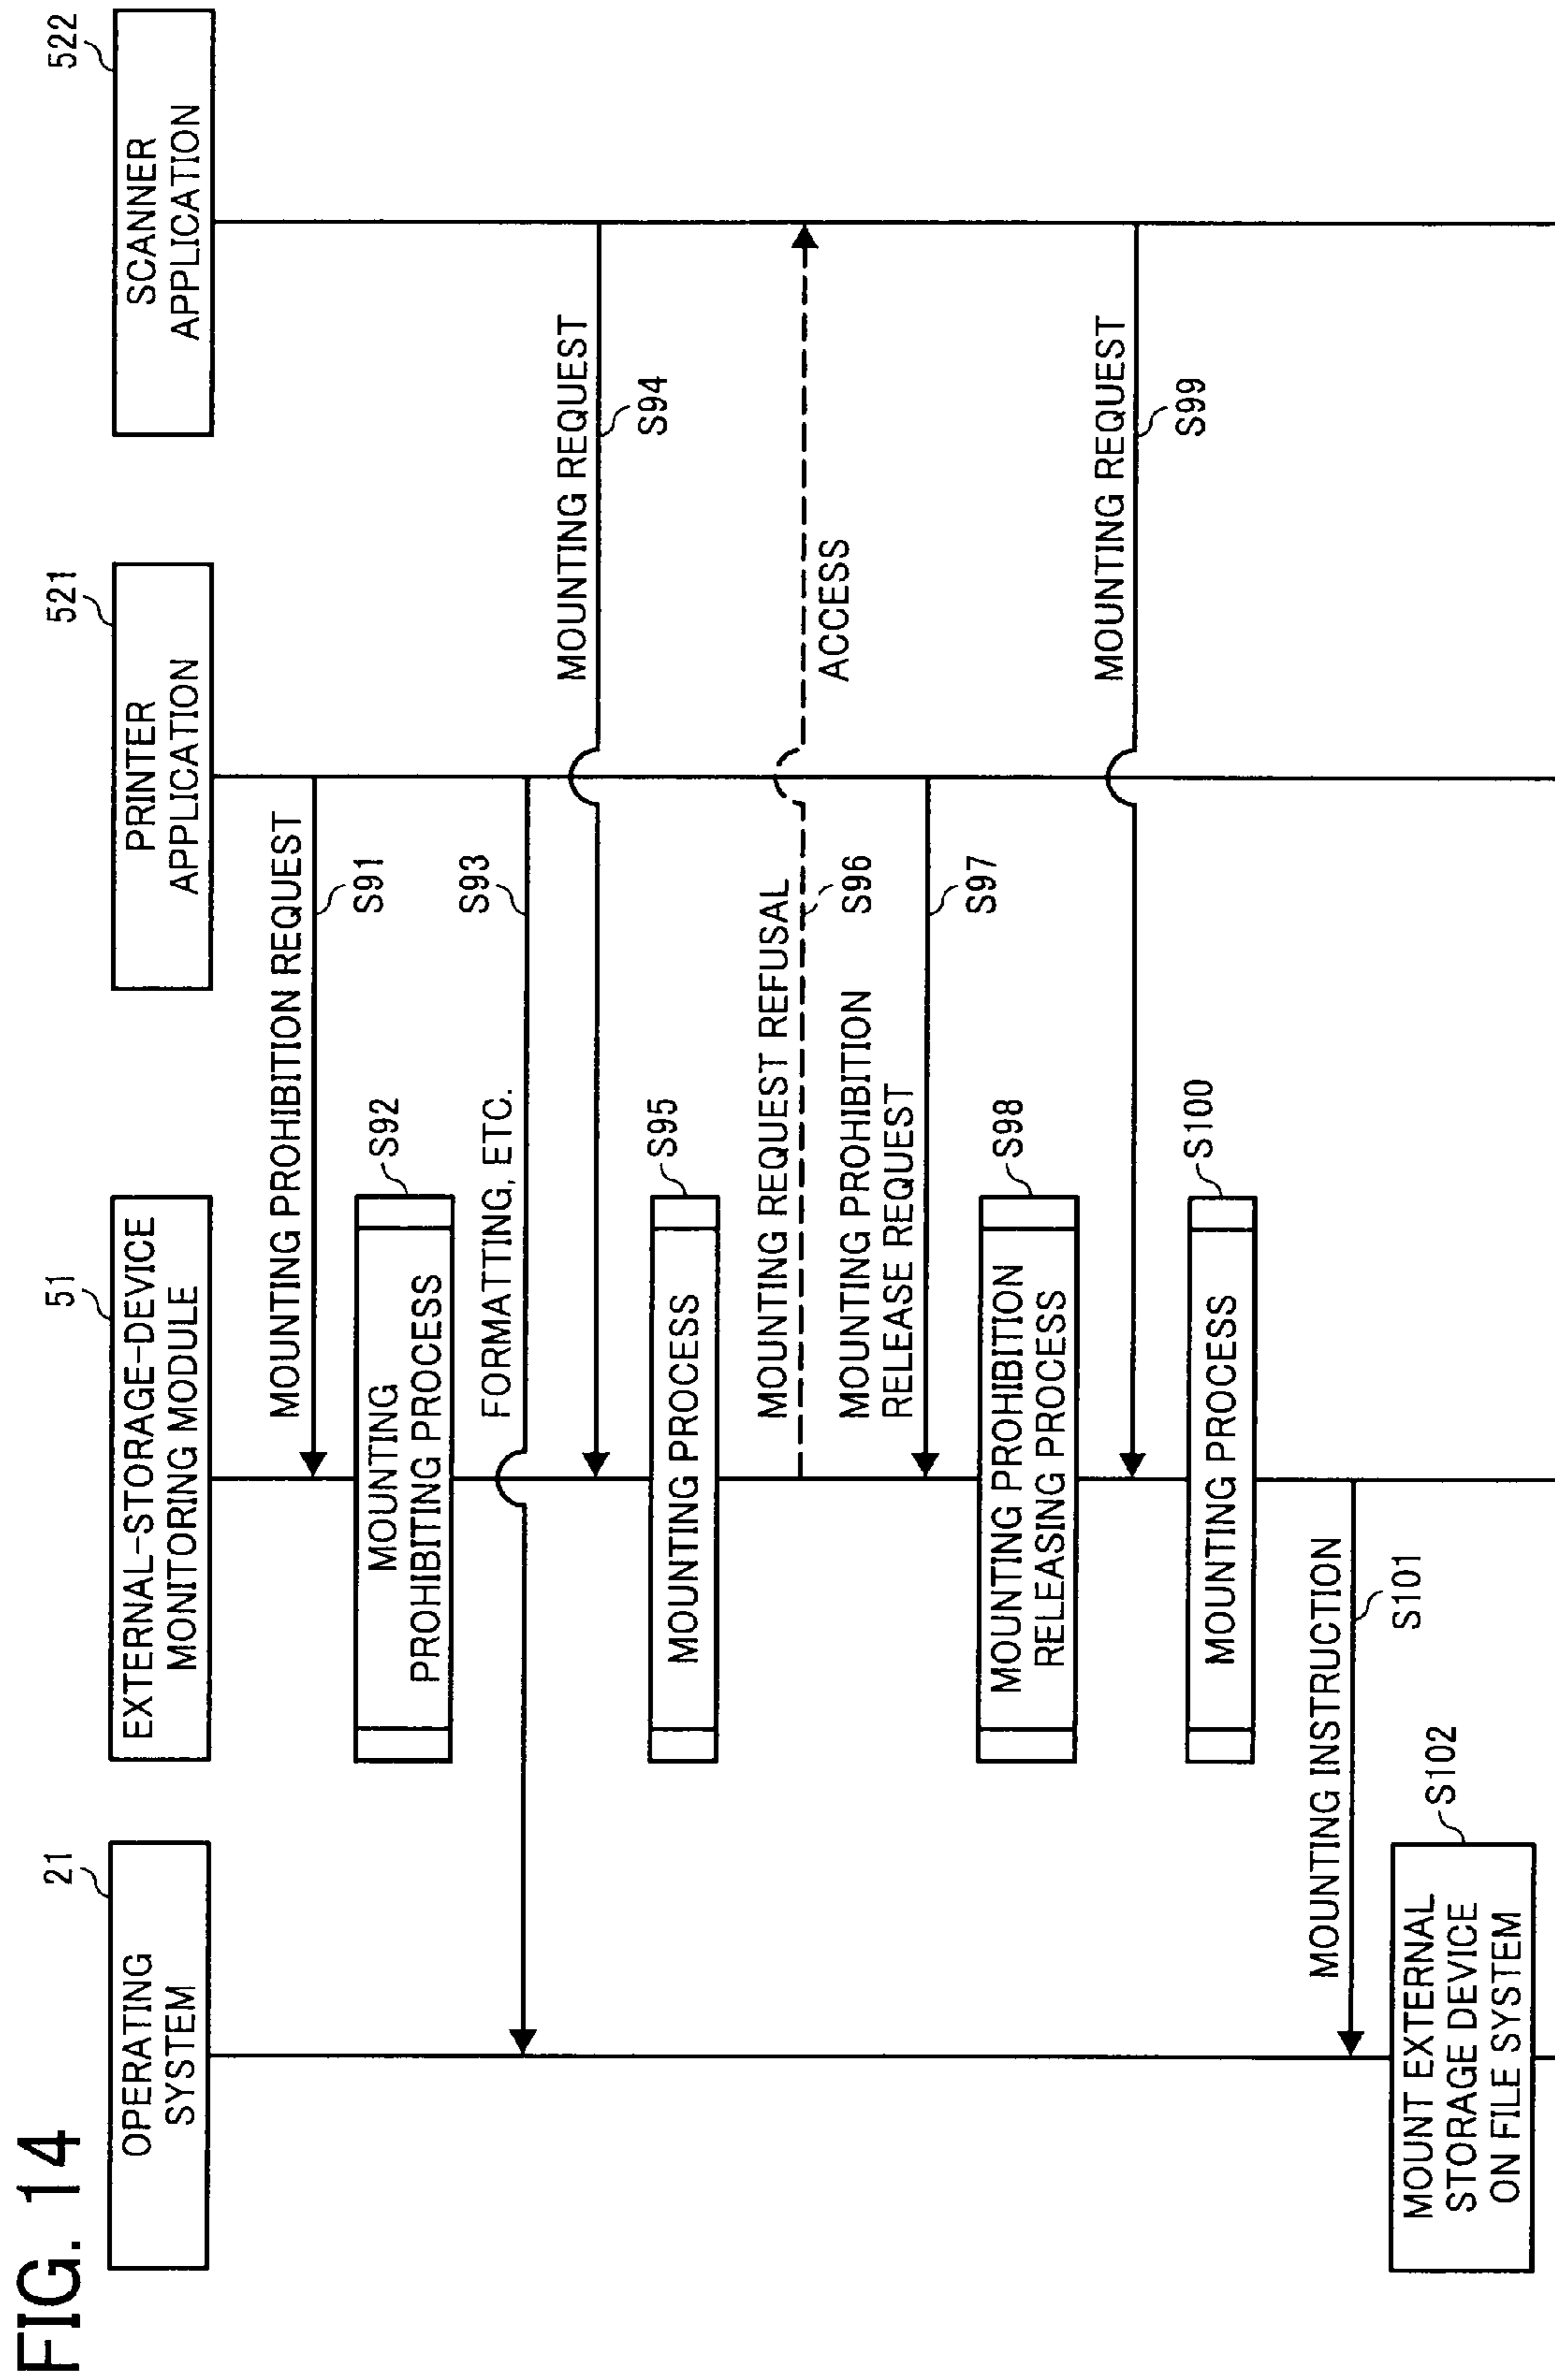 FIG. 14
21
OPERATING
SYSTEM
51
EXTERNAL-STORAGE-DEVICE
MONITORING MODULE
521
PRINTER
APPLICATION
522
SCANNER
APPLICATION
MOUNTING PROHIBITION REQUEST
S91
MOUNTING
PROHIBITING PROCESS
S92
FORMATTING, ETC.
S93
MOUNTING REQUEST
S94
MOUNTING PROCESS
S95
MOUNTING REQUEST REFUSAL
S96
ACCESS
MOUNTING PROHIBITION
RELEASE REQUEST
S97
MOUNTING PROHIBITION
RELEASING PROCESS
S98
MOUNTING REQUEST
S99
MOUNTING PROCESS
S100
MOUNTING INSTRUCTION
S101
MOUNT EXTERNAL
STORAGE DEVICE
ON FILE SYSTEM
S102